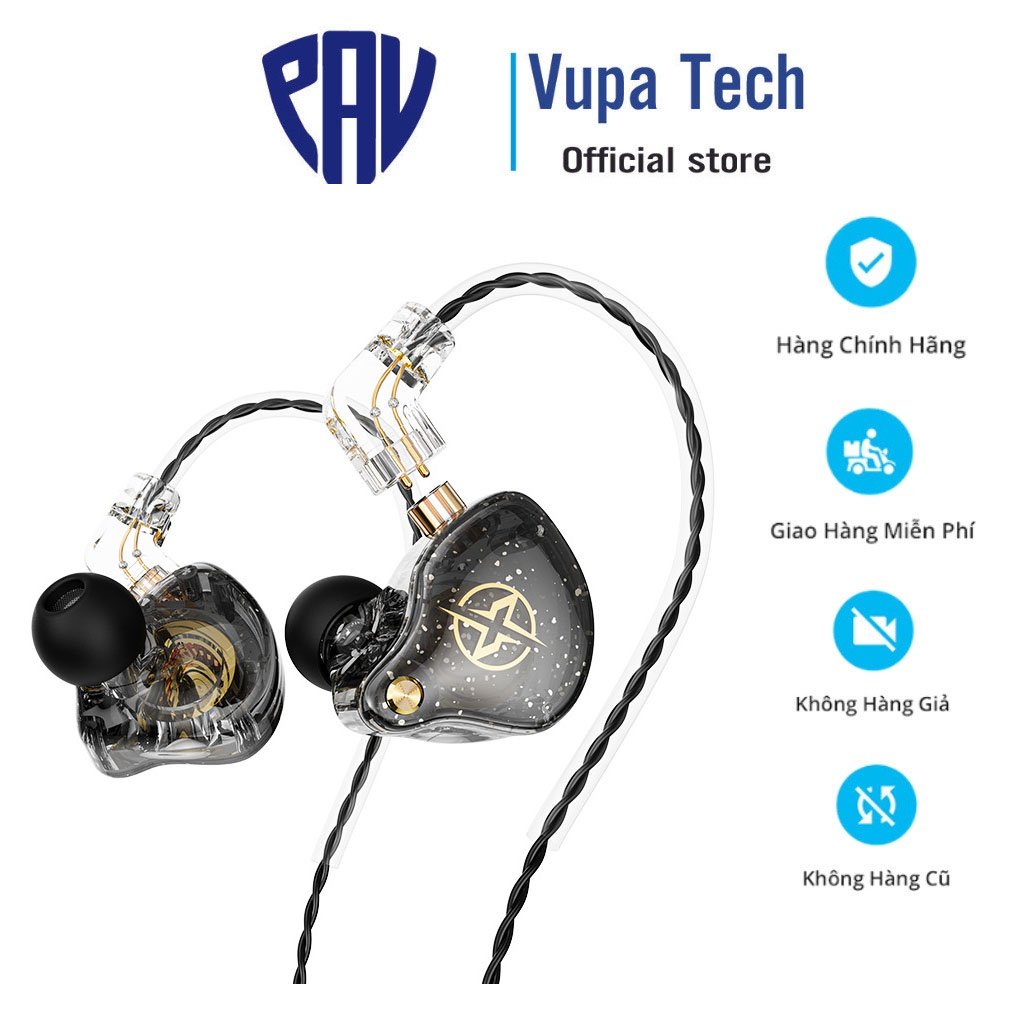 PAV
Vupa Tech
Official store
Hàng Chính Hãng
Giao Hàng Miễn Phí
Không Hàng Giả
Không Hàng Cũ